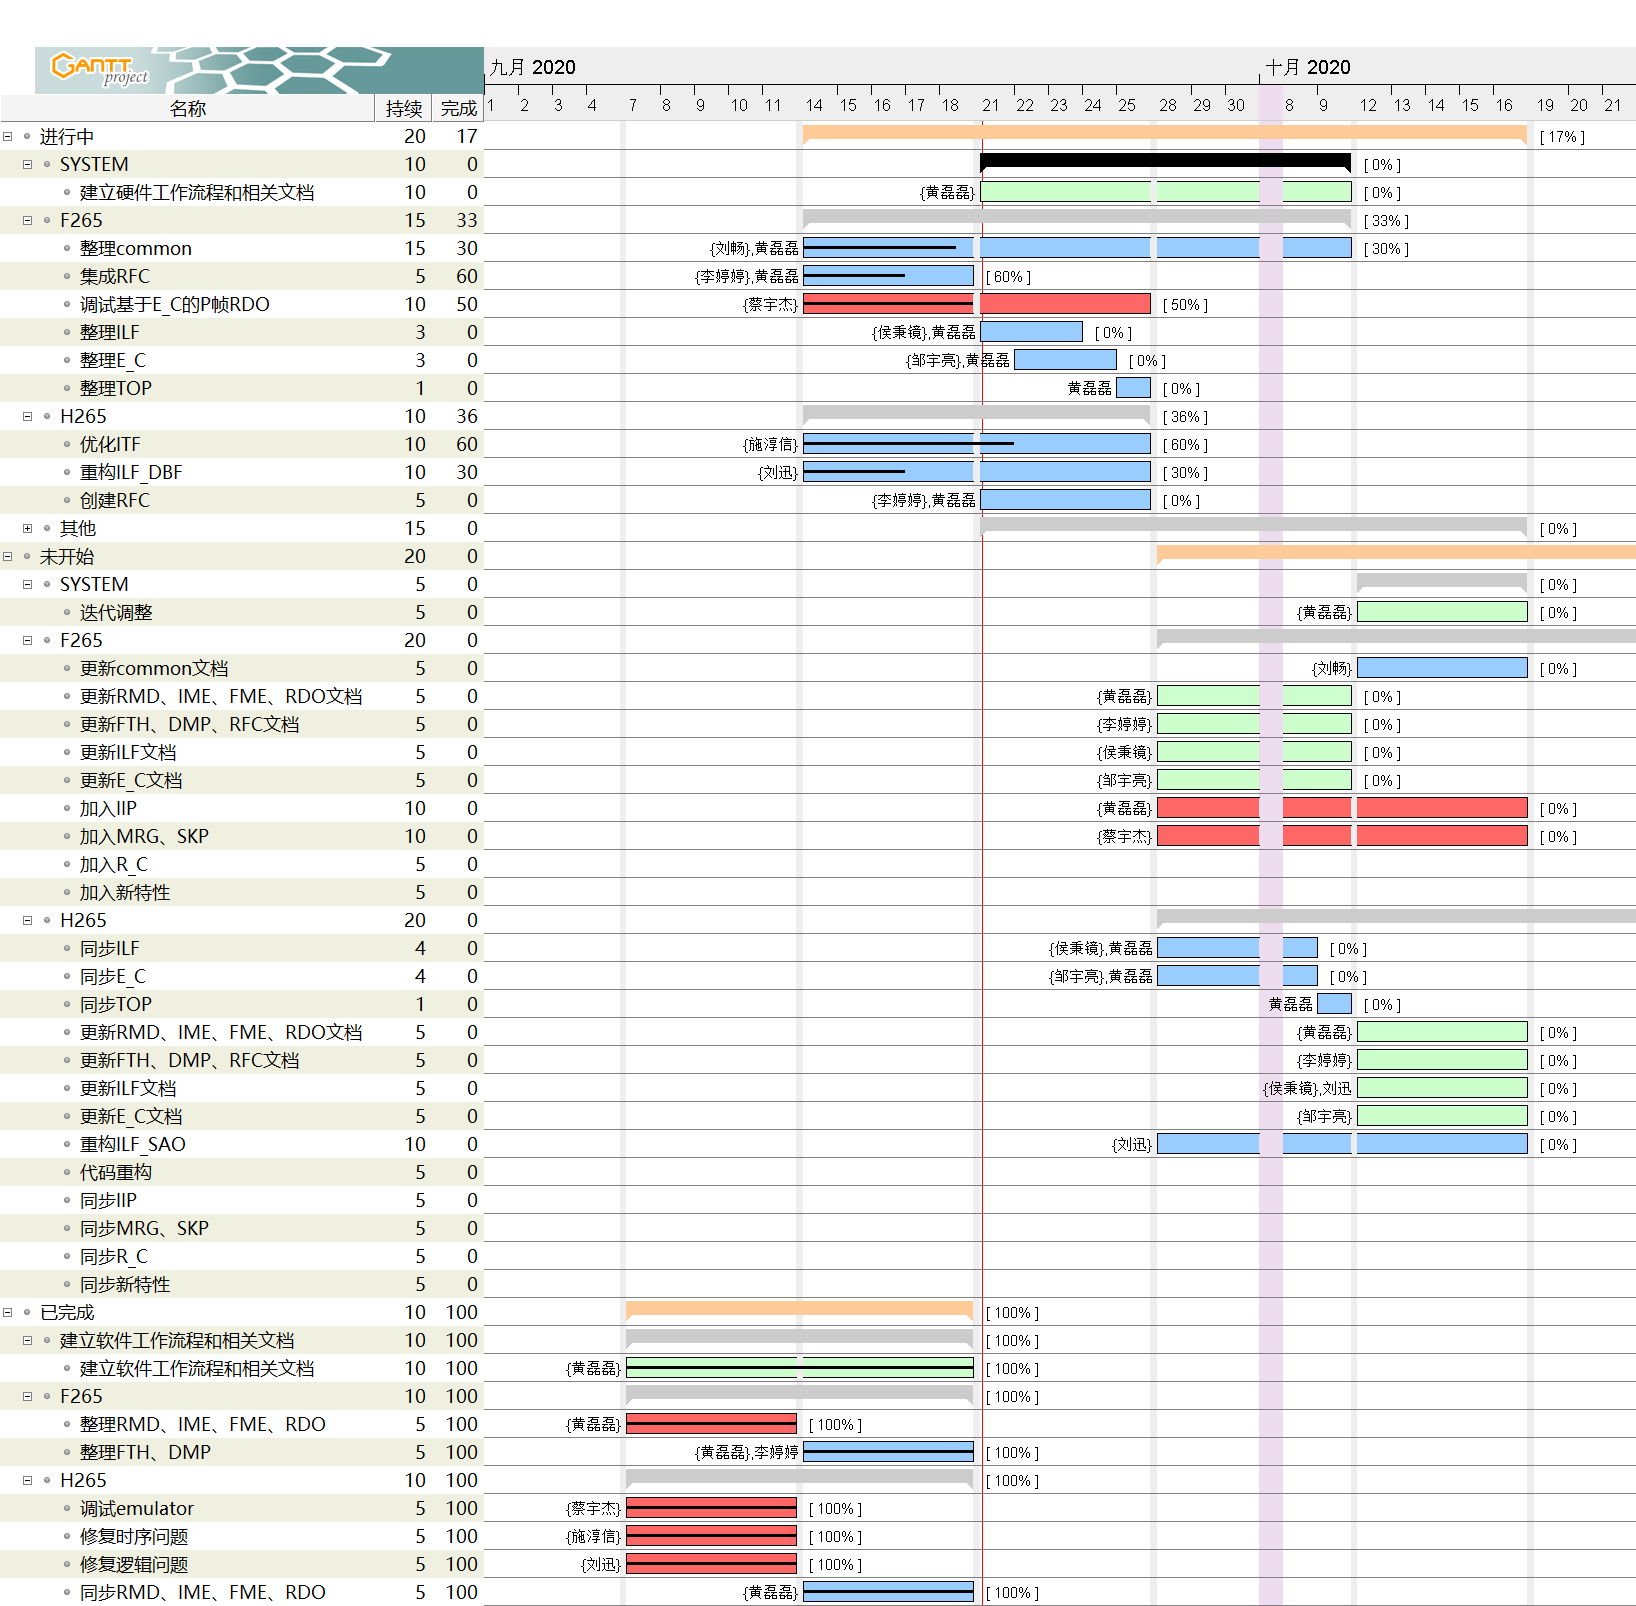 GANTT
project
九月 2020 十月 2020
名称 持续 完成 1 2 3 4 7 8 9 10 11 14 15 16 17 18 21 22 23 24 25 28 29 30 8 9 12 13 14 15 16 19 20 21
进行中 20 17 [ 17% ]
SYSTEM 10 0 [ 0% ]
建立硬件工作流程和相关文档 10 0 {黄磊磊} [ 0% ]
F265 15 33 [ 33% ]
整理common 15 30 {刘畅},黄磊磊 [ 30% ]
集成RFC 5 60 {李婷婷},黄磊磊 [ 60% ]
调试基于E_C的P帧RDO 10 50 {蔡宇杰} [ 50% ]
整理ILF 3 0 {侯秉镜},黄磊磊 [ 0% ]
整理E_C 3 0 {邹宇亮},黄磊磊 [ 0% ]
整理TOP 1 0 黄磊磊 [ 0% ]
H265 10 36 [ 36% ]
优化ITF 10 60 {施淳信} [ 60% ]
重构ILF_DBF 10 30 {刘迅} [ 30% ]
创建RFC 5 0 {李婷婷},黄磊磊 [ 0% ]
其他 15 0 [ 0% ]
未开始 20 0
SYSTEM 5 0 [ 0% ]
迭代调整 5 0 {黄磊磊} [ 0% ]
F265 20 0
更新common文档 5 0 {刘畅} [ 0% ]
更新RMD、IME、FME、RDO文档 5 0 {黄磊磊} [ 0% ]
更新FTH、DMP、RFC文档 5 0 {李婷婷} [ 0% ]
更新ILF文档 5 0 {侯秉镜} [ 0% ]
更新E_C文档 5 0 {邹宇亮} [ 0% ]
加入IIP 10 0 {黄磊磊} [ 0% ]
加入MRG、SKP 10 0 {蔡宇杰} [ 0% ]
加入R_C 5 0
加入新特性 5 0
H265 20 0
同步ILF 4 0 {侯秉镜},黄磊磊 [ 0% ]
同步E_C 4 0 {邹宇亮},黄磊磊 [ 0% ]
同步TOP 1 0 黄磊磊 [ 0% ]
更新RMD、IME、FME、RDO文档 5 0 {黄磊磊} [ 0% ]
更新FTH、DMP、RFC文档 5 0 {李婷婷} [ 0% ]
更新ILF文档 5 0 {侯秉镜},刘迅 [ 0% ]
更新E_C文档 5 0 {邹宇亮} [ 0% ]
重构ILF_SAO 10 0 {刘迅} [ 0% ]
代码重构 5 0
同步IIP 5 0
同步MRG、SKP 5 0
同步R_C 5 0
同步新特性 5 0
已完成 10 100 [ 100% ]
建立软件工作流程和相关文档 10 100 [ 100% ]
建立软件工作流程和相关文档 10 100 {黄磊磊} [ 100% ]
F265 10 100 [ 100% ]
整理RMD、IME、FME、RDO 5 100 {黄磊磊} [ 100% ]
整理FTH、DMP 5 100 {黄磊磊},李婷婷 [ 100% ]
H265 10 100 [ 100% ]
调试emulator 5 100 {蔡宇杰} [ 100% ]
修复时序问题 5 100 {施淳信} [ 100% ]
修复逻辑问题 5 100 {刘迅} [ 100% ]
同步RMD、IME、FME、RDO 5 100 {黄磊磊} [ 100% ]